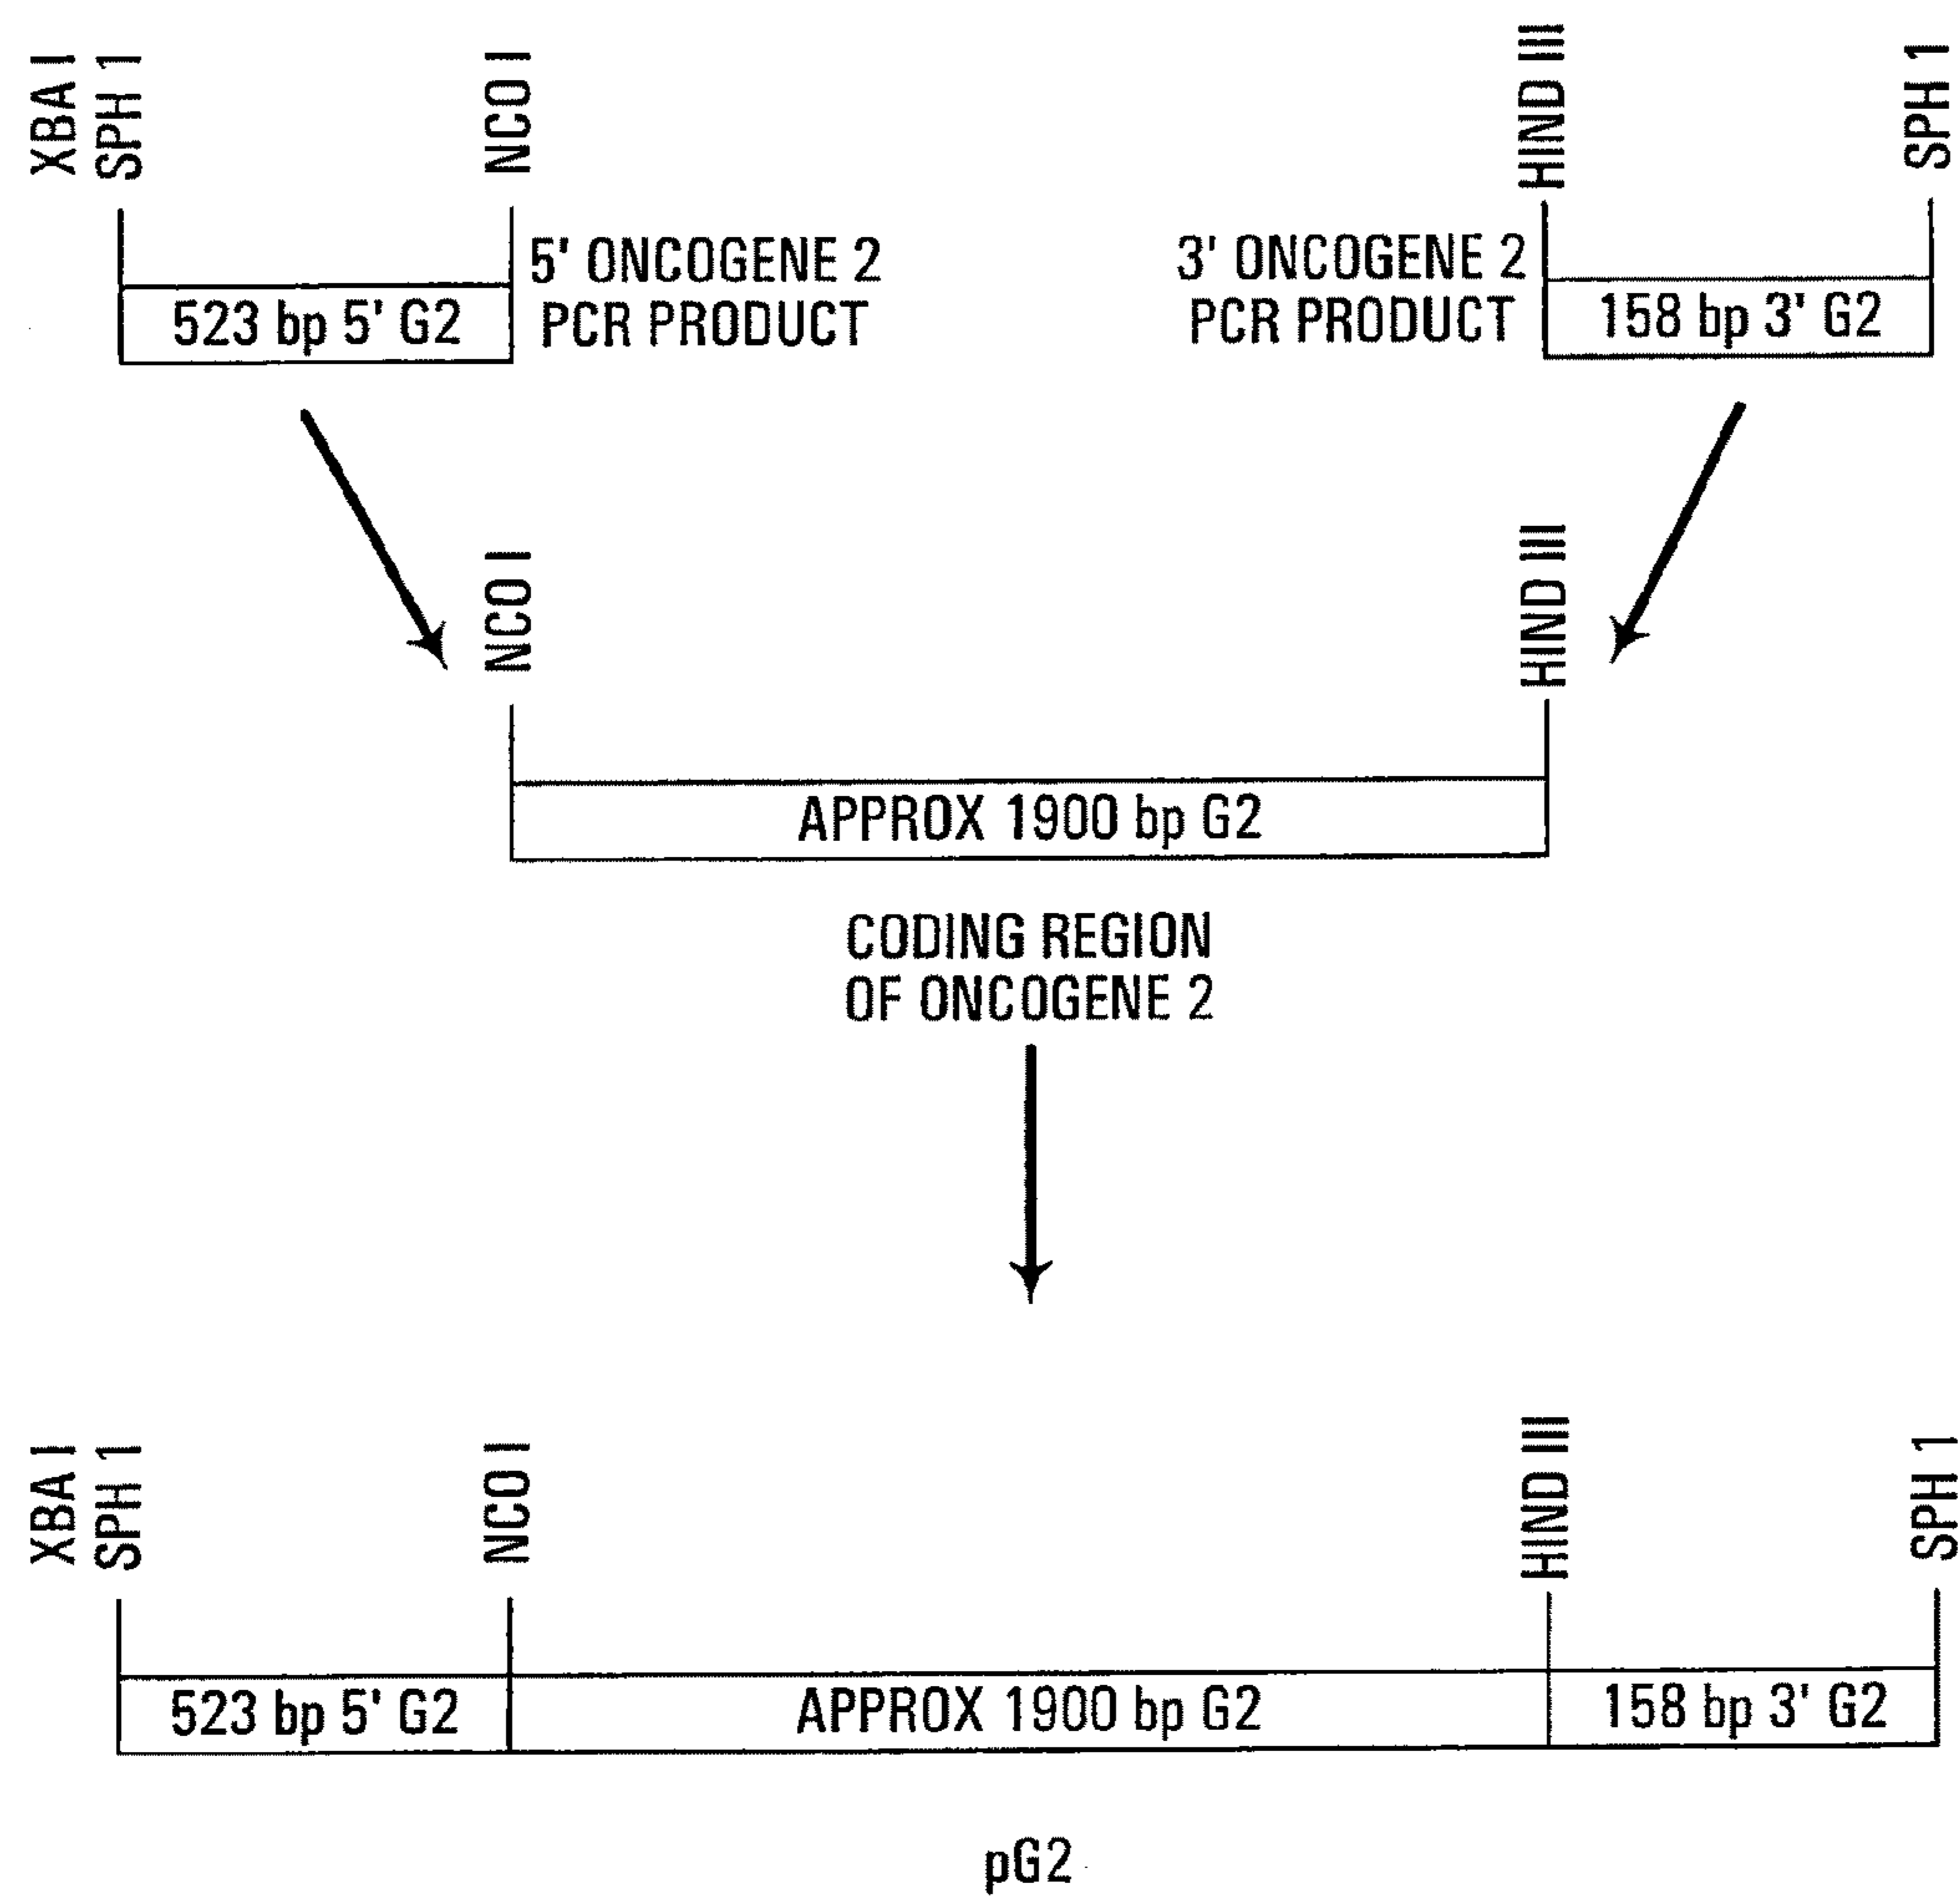 XBA I
SPH 1
NCO I
HIND III
SPH 1
5' ONCOGENE 2
PCR PRODUCT
3' ONCOGENE 2
PCR PRODUCT
523 bp 5' G2
158 bp 3' G2
NCO I
HIND III
APPROX 1900 bp G2
CODING REGION
OF ONCOGENE 2
XBA I
SPH 1
NCO I
HIND III
SPH 1
523 bp 5' G2
APPROX 1900 bp G2
158 bp 3' G2
pG2